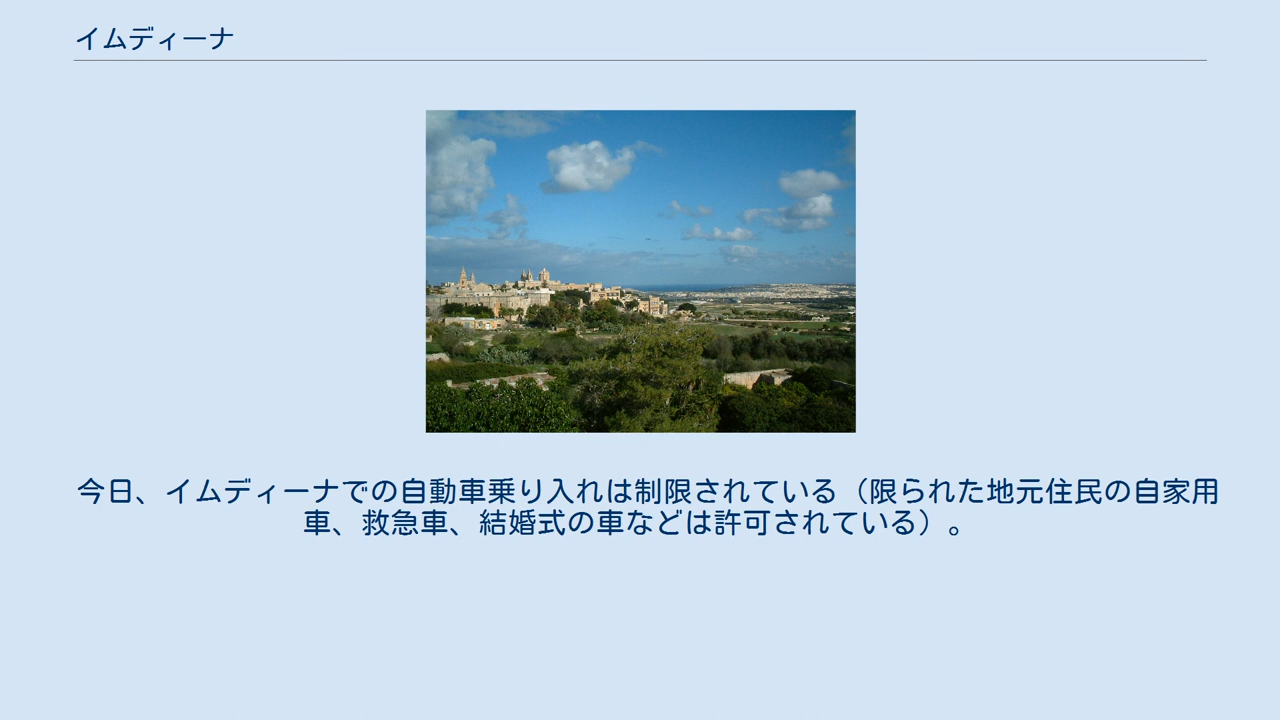 イムディーナ
今日、イムディーナでの自動車乗り入れは制限されている（限られた地元住民の自家用
車、救急車、結婚式の車などは許可されている）。